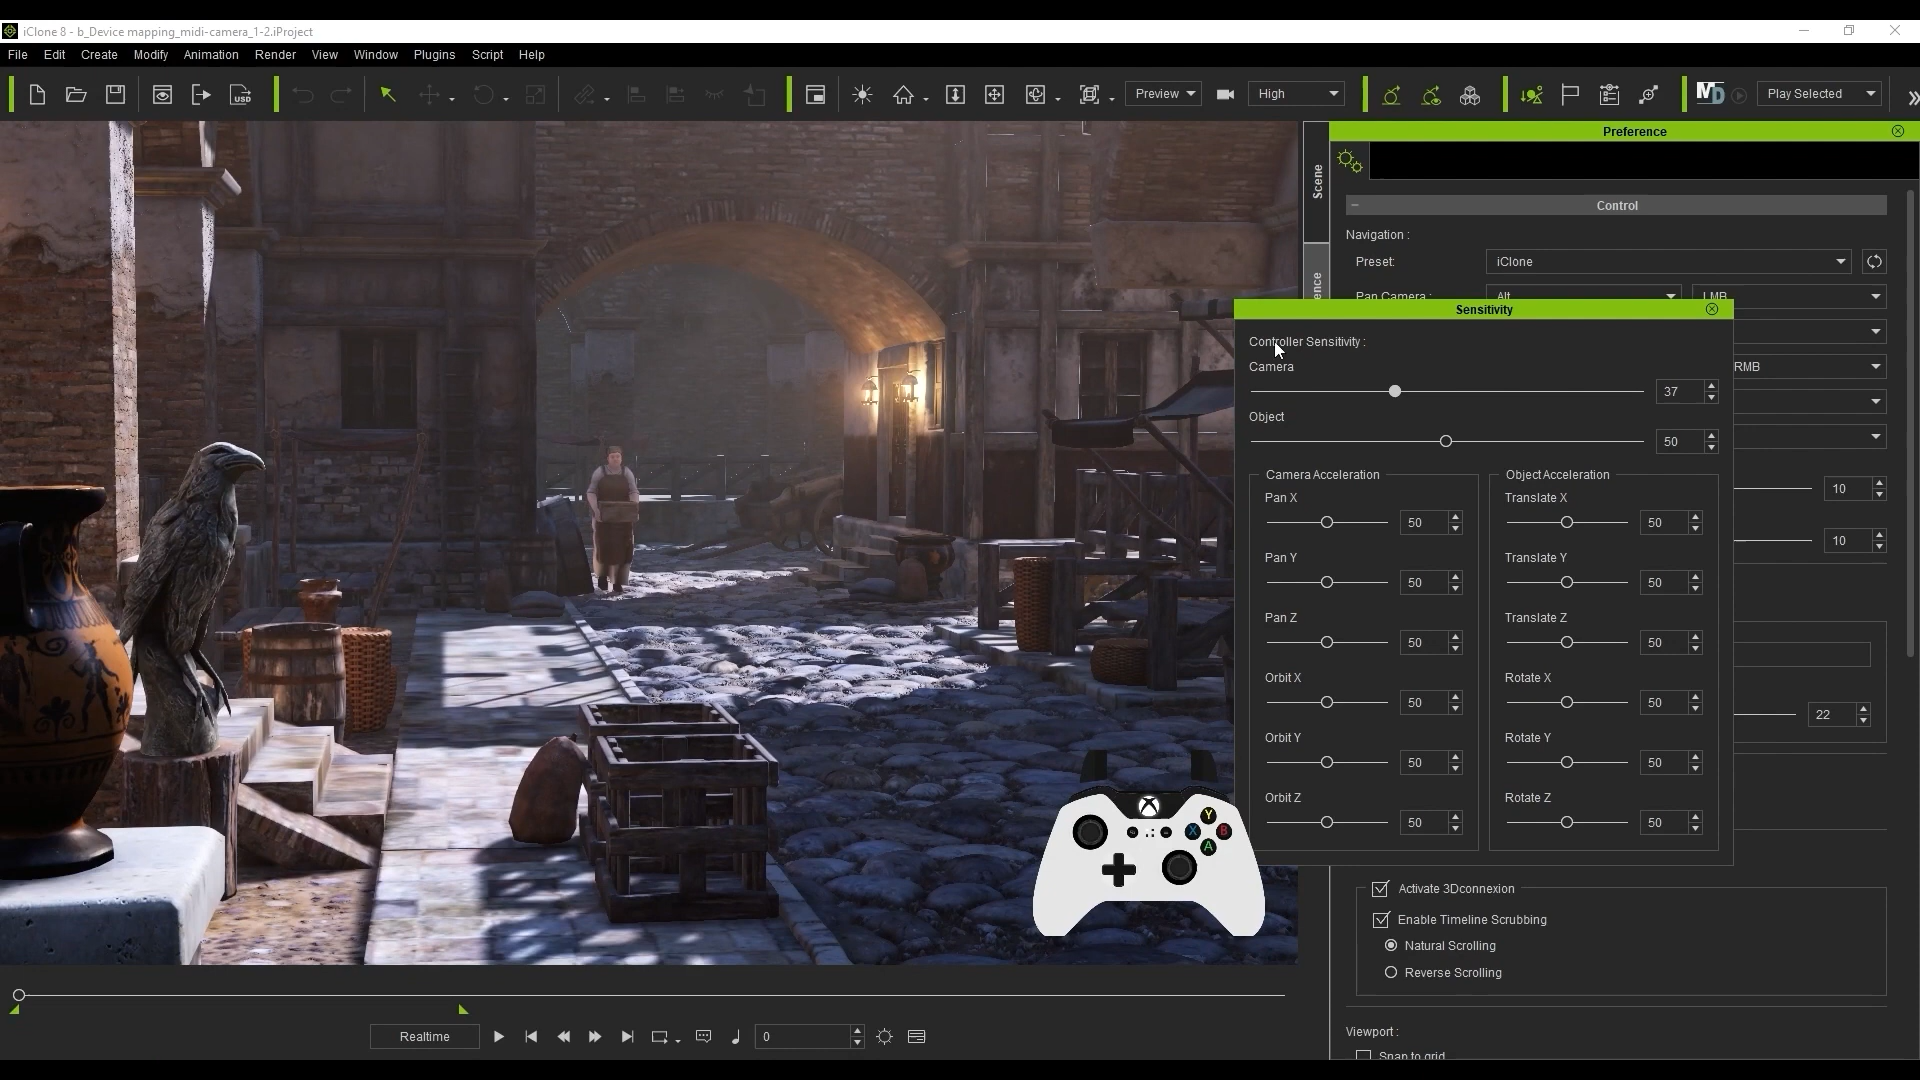 iClone 8 - b_Device mapping_midi-camera_1-2.iProject
File Edit Create Modify Animation Render View Window Plugins Script Help
USD Preview High MD Play Selected
Preference
Scene
Control
Navigation :
Preset: iClone
Pan Camera : Alt LMB
Sensitivity
Controller Sensitivity :
Camera
37
RMB
Object
50
Camera Acceleration
Object Acceleration
Pan X
50
Translate X
50
10
Pan Y
50
Translate Y
50
10
Pan Z
50
Translate Z
50
Orbit X
50
Rotate X
50
22
Orbit Y
50
Rotate Y
50
Orbit Z
50
Rotate Z
50
Y
X B
A
Activate 3Dconnexion
Enable Timeline Scrubbing
Natural Scrolling
Reverse Scrolling
Realtime
0
Viewport :
Snap to grid